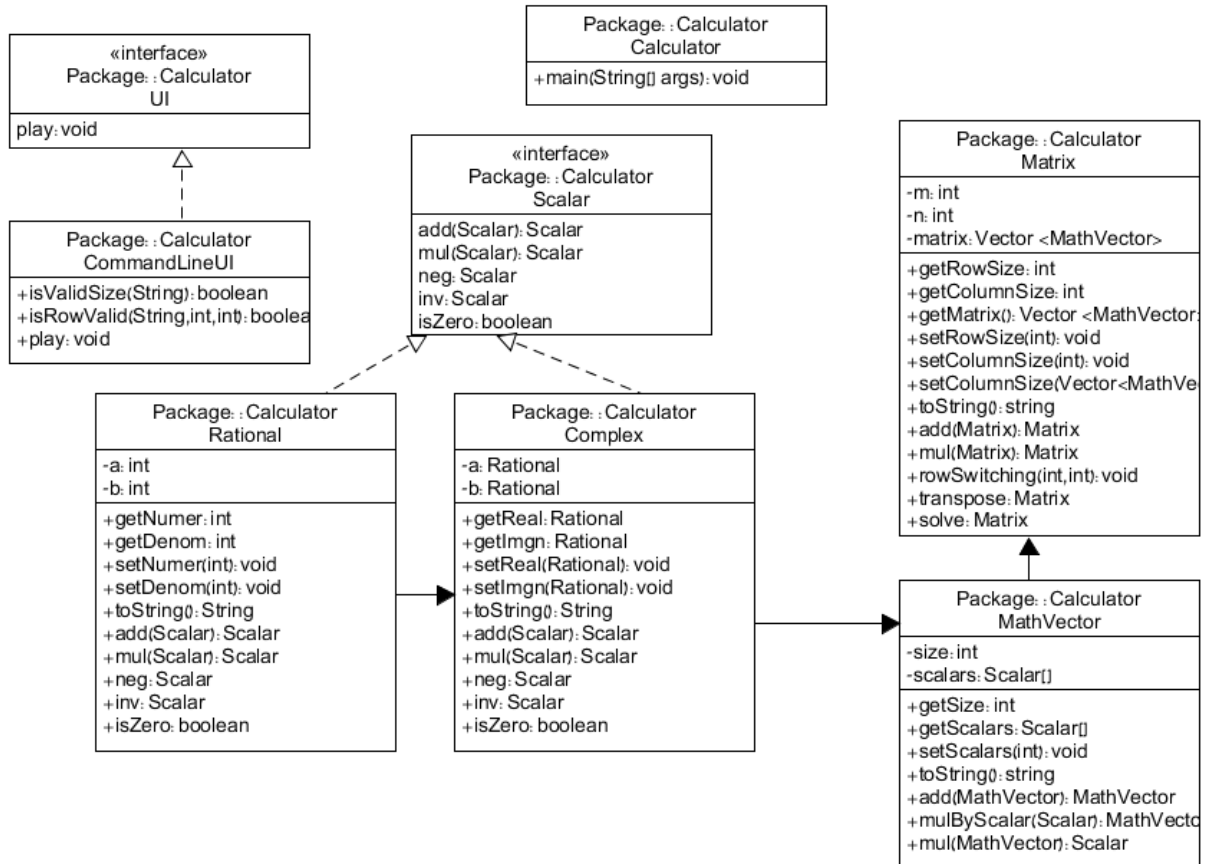 «interface»
Package::Calculator
UI
play:void
Package::Calculator
CommandLineUI
+isValidSize(String):boolean
+isRowValid(String,int,int):boolea
+play:void
Package::Calculator
Calculator
+main(String[] args):void
«interface»
Package::Calculator
Scalar
add(Scalar):Scalar
mul(Scalar):Scalar
neg:Scalar
inv:Scalar
isZero:boolean
Package::Calculator
Rational
-a:int
-b:int
+getNumer:int
+getDenom:int
+setNumer(int):void
+setDenom(int):void
+toString():String
+add(Scalar):Scalar
+mul(Scalar):Scalar
+neg:Scalar
+inv:Scalar
+isZero:boolean
Package::Calculator
Complex
-a:Rational
-b:Rational
+getReal:Rational
+getImgn:Rational
+setReal(Rational):void
+setImgn(Rational):void
+toString():String
+add(Scalar):Scalar
+mul(Scalar):Scalar
+neg:Scalar
+inv:Scalar
+isZero:boolean
Package::Calculator
Matrix
-m:int
-n:int
-matrix:Vector <MathVector>
+getRowSize:int
+getColumnSize:int
+getMatrix():Vector <MathVector>
+setRowSize(int):void
+setColumnSize(int):void
+setColumnSize(Vector<MathVe
+toString():string
+add(Matrix):Matrix
+mul(Matrix):Matrix
+rowSwitching(int,int):void
+transpose:Matrix
+solve:Matrix
Package::Calculator
MathVector
-size:int
-scalars:Scalar[]
+getSize:int
+getScalars:Scalar[]
+setScalars(int):void
+toString():string
+add(MathVector):MathVector
+mulByScalar(Scalar):MathVecto
+mul(MathVector):Scalar